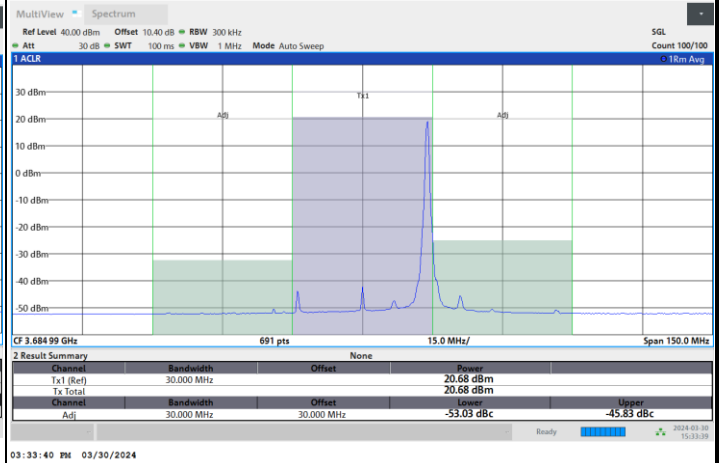 MultiView Spectrum
Ref Level 40.00 dBm Offset 10.40 dB RBW 300 kHz SGL
Att 30 dB SWT 100 ms VBW 1 MHz Mode Auto Sweep Count 100/100
1 ACLR 1Rm Avg
Tx1
Adj Adj
30 dBm
20 dBm
10 dBm
0 dBm
-10 dBm
-20 dBm
-30 dBm
-40 dBm
-50 dBm
CF 3.684 99 GHz 691 pts 15.0 MHz/ Span 150.0 MHz
2 Result Summary None
Channel Bandwidth Offset Power
Tx1 (Ref) 30.000 MHz 20.68 dBm
Tx Total 20.68 dBm
Channel Bandwidth Offset Lower Upper
Adj 30.000 MHz 30.000 MHz -53.03 dBc -45.83 dBc
Ready 2024-03-30
15:33:39
03:33:40 PM 03/30/2024